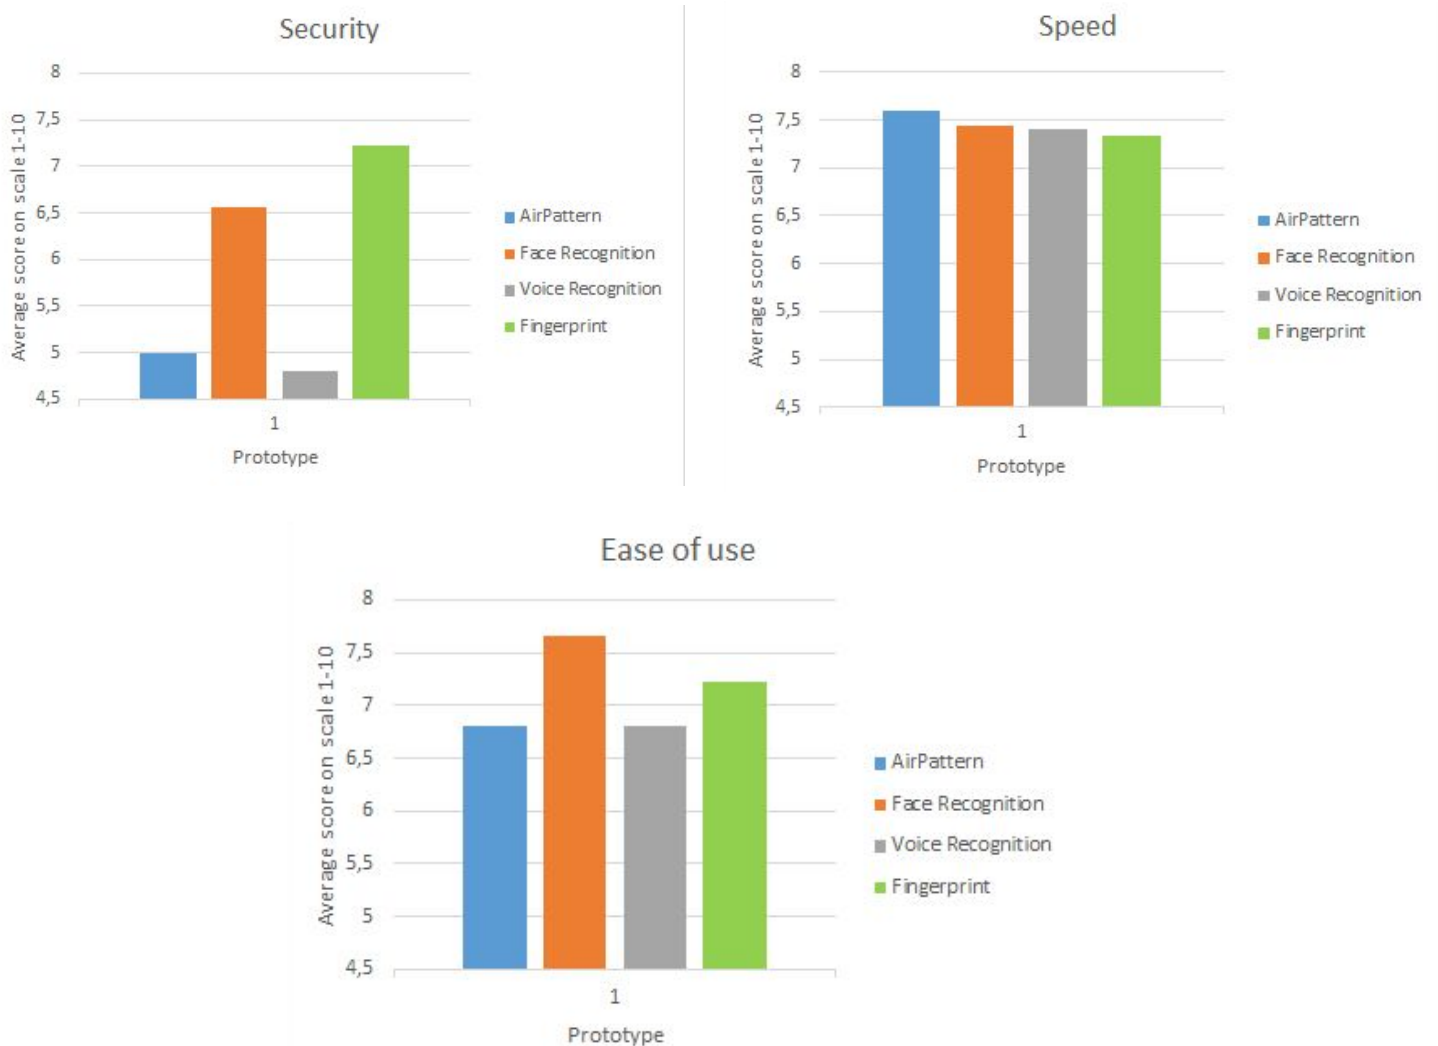 Security
Average score on scale 1-10
8
7,5
7
6,5
6
5,5
5
4,5
1
Prototype
AirPattern
Face Recognition
Voice Recognition
Fingerprint
Speed
Average score on scale 1-10
8
7,5
7
6,5
6
5,5
5
4,5
1
Prototype
AirPattern
Face Recognition
Voice Recognition
Fingerprint
Ease of use
Average score on scale 1-10
8
7,5
7
6,5
6
5,5
5
4,5
1
Prototype
AirPattern
Face Recognition
Voice Recognition
Fingerprint